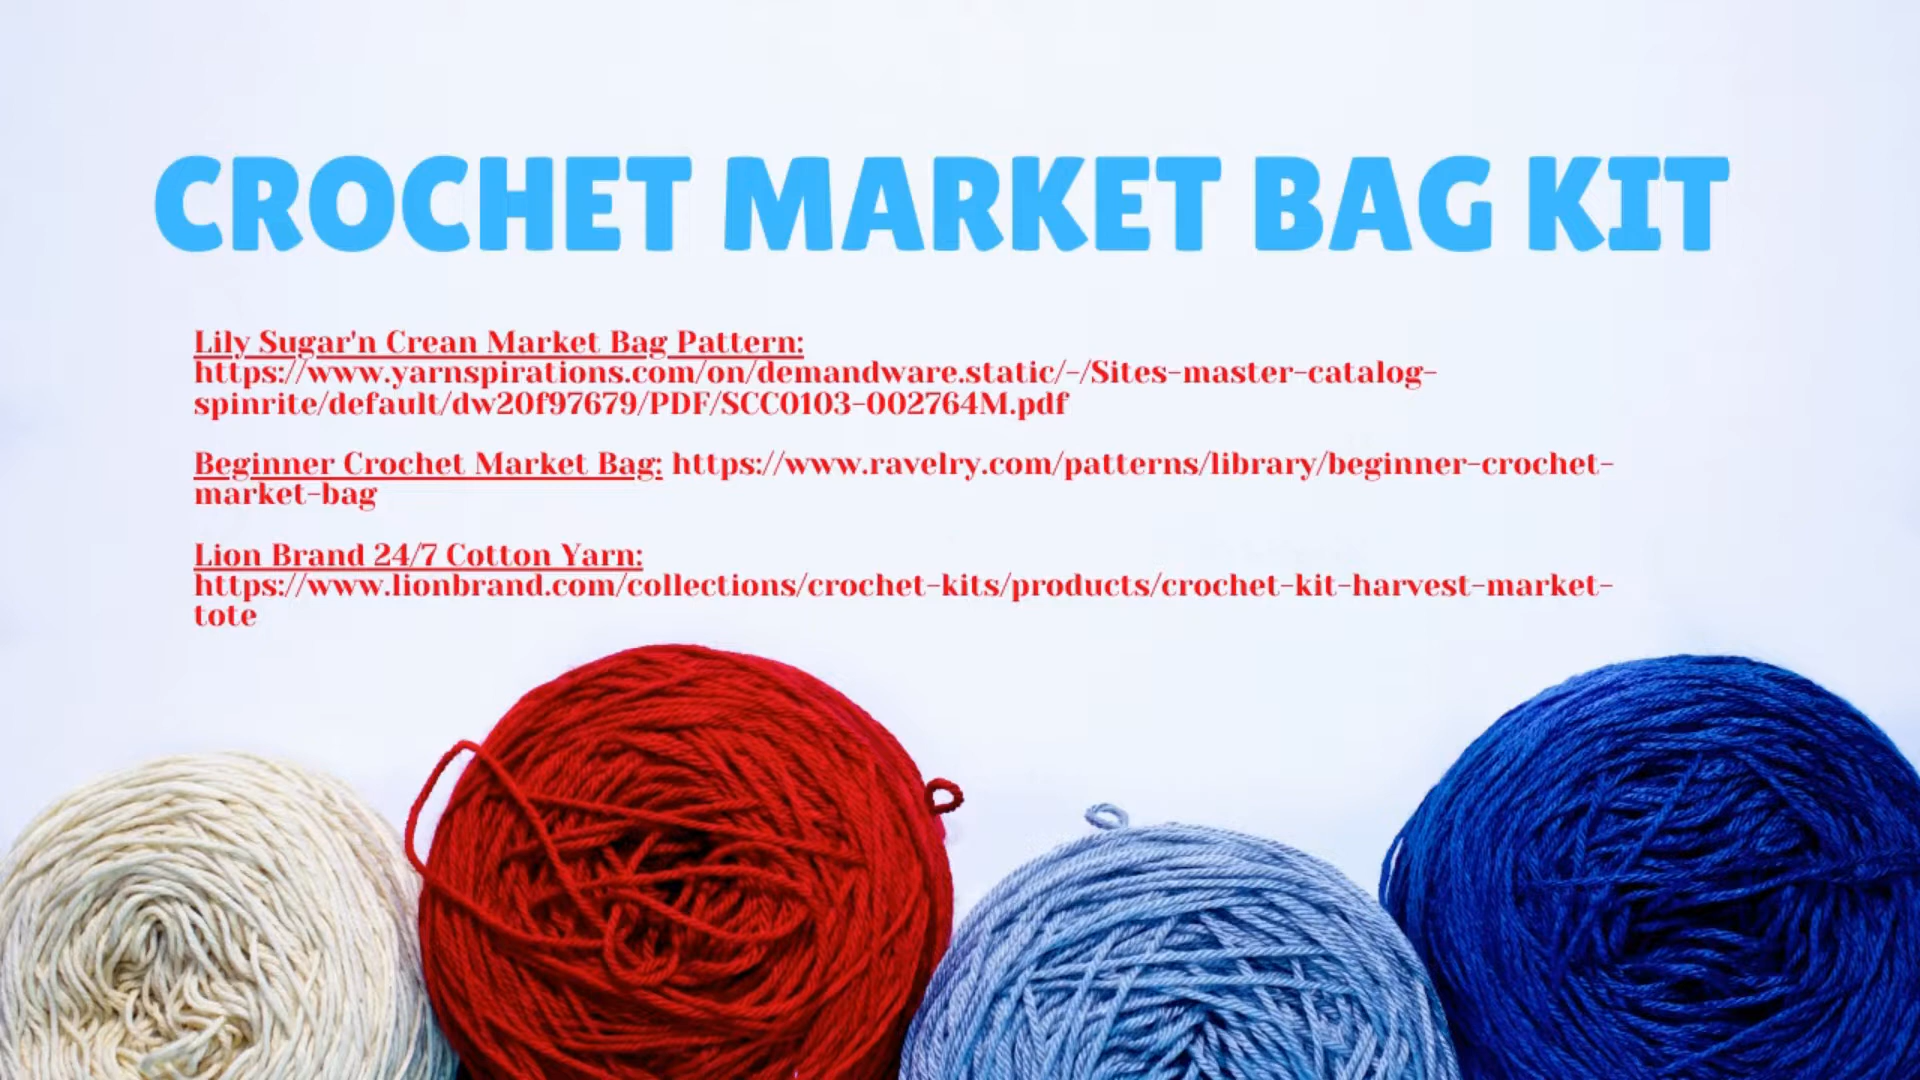 CROCHET MARKET BAG KIT
Lily Sugar'n Crean Market Bag Pattern:
https://www.yarnspirations.com/on/demandware.static/-/Sites-master-catalog-
spinrite/default/dw20f97679/PDF/SCC0103-002764M.pdf
Beginner Crochet Market Bag: https://www.ravelry.com/patterns/library/beginner-crochet-
market-bag
Lion Brand 24/7 Cotton Yarn:
https://www.lionbrand.com/collections/crochet-kits/products/crochet-kit-harvest-market-
tote